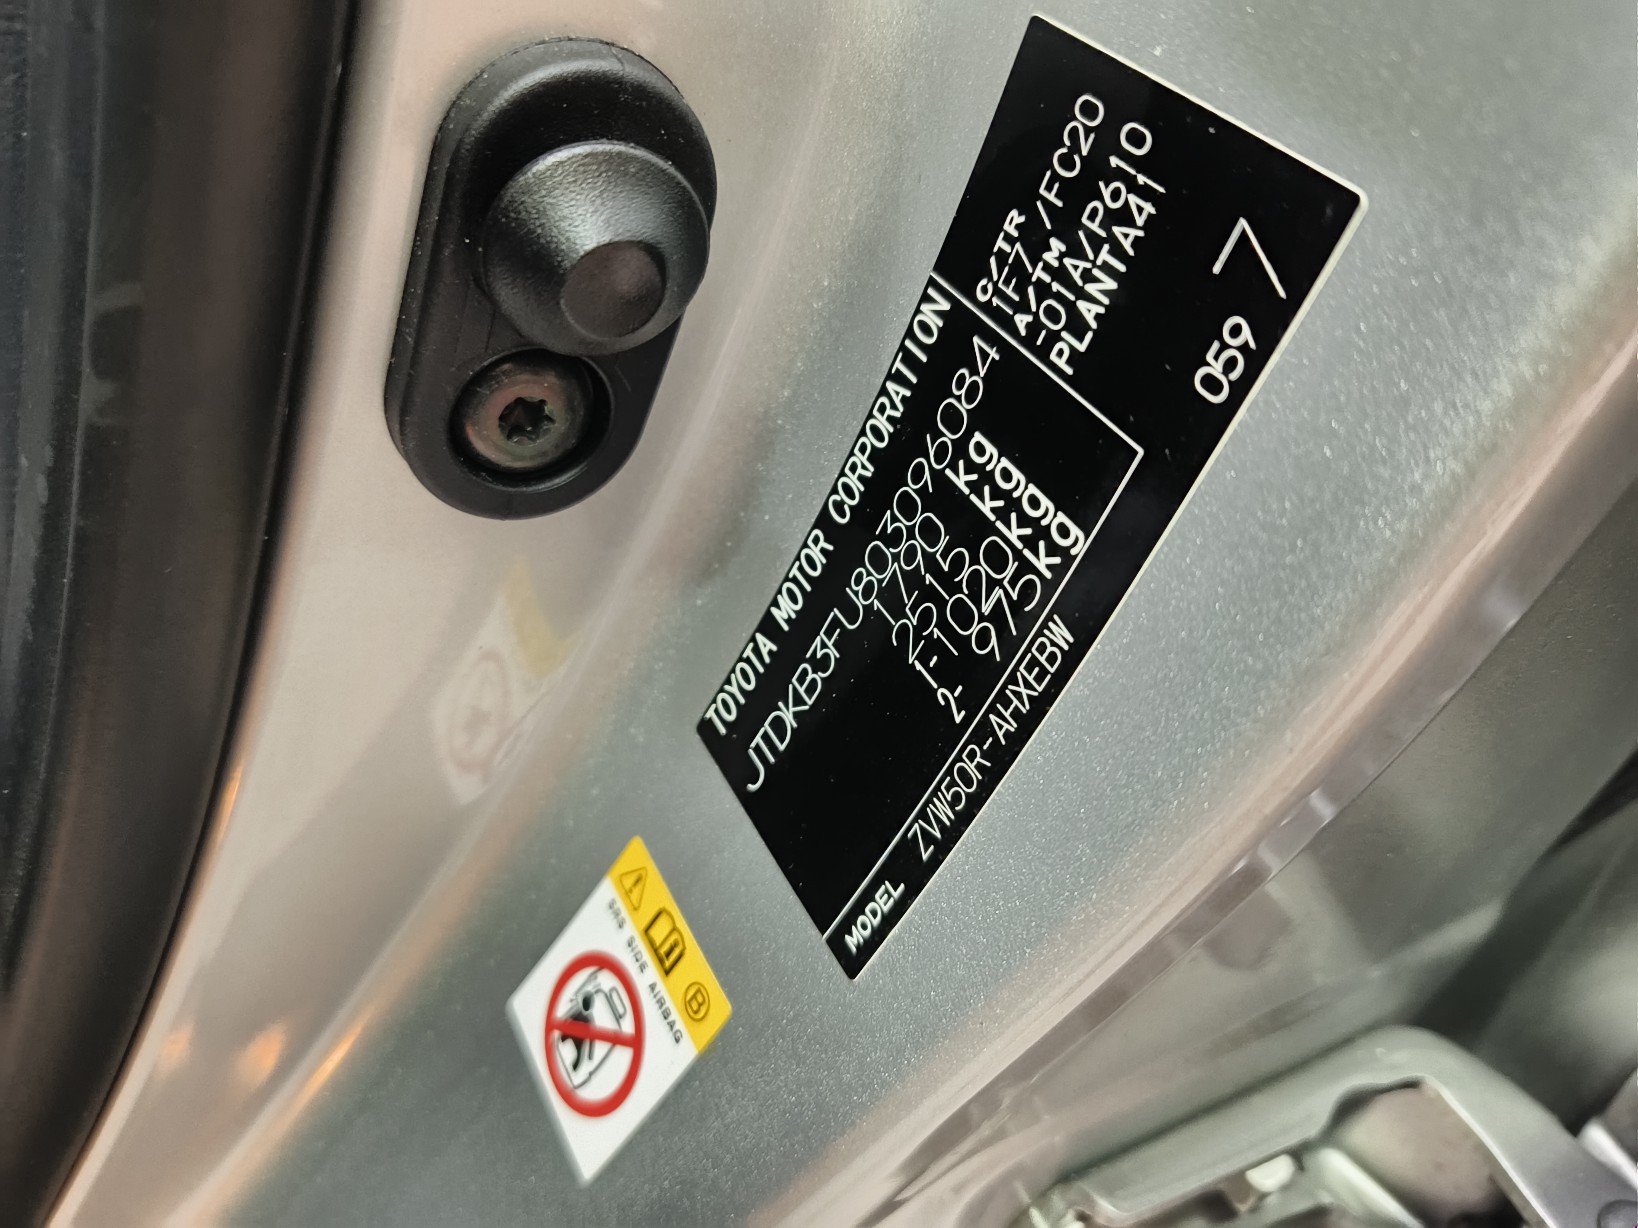 TOYOTA MOTOR CORPORATION
JTDKB3FU803096084
1790 kg
2515 kg
1-1020 kg
2- 975 kg
C/TR
1F7 /FC20
A/TM
-01A/P610
PLANTA41
MODEL ZVW50R-AHXEBW
059 7
B
SRS SIDE AIRBAG